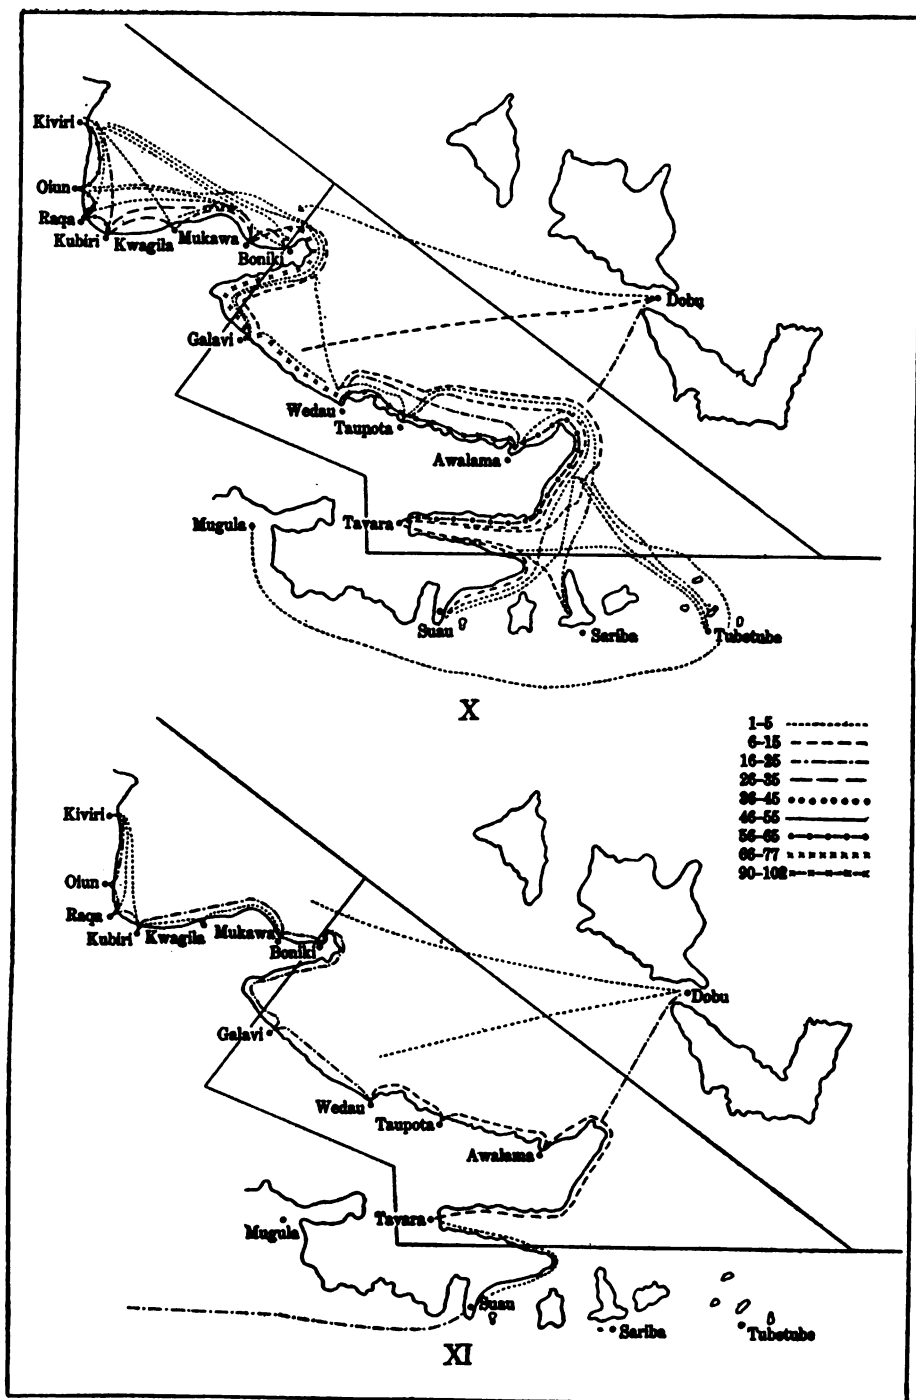 Kiviri
Oiun
Raqa
Kubiri
Kwagila
Mukawa
Boniki
Dobu
Galavi
Wedau
Taupota
Awalama
Mugula
Tavara
Suau
Sariba
Tubetube
X
1-5
6-15
16-25
26-35
36-45
46-55
56-65
66-77
90-102
Kiviri
Oiun
Raqa
Kubiri
Kwagila
Mukawa
Boniki
Dobu
Galavi
Wedau
Taupota
Awalama
Tavara
Mugula
Suau
Sariba
Tubetube
XI